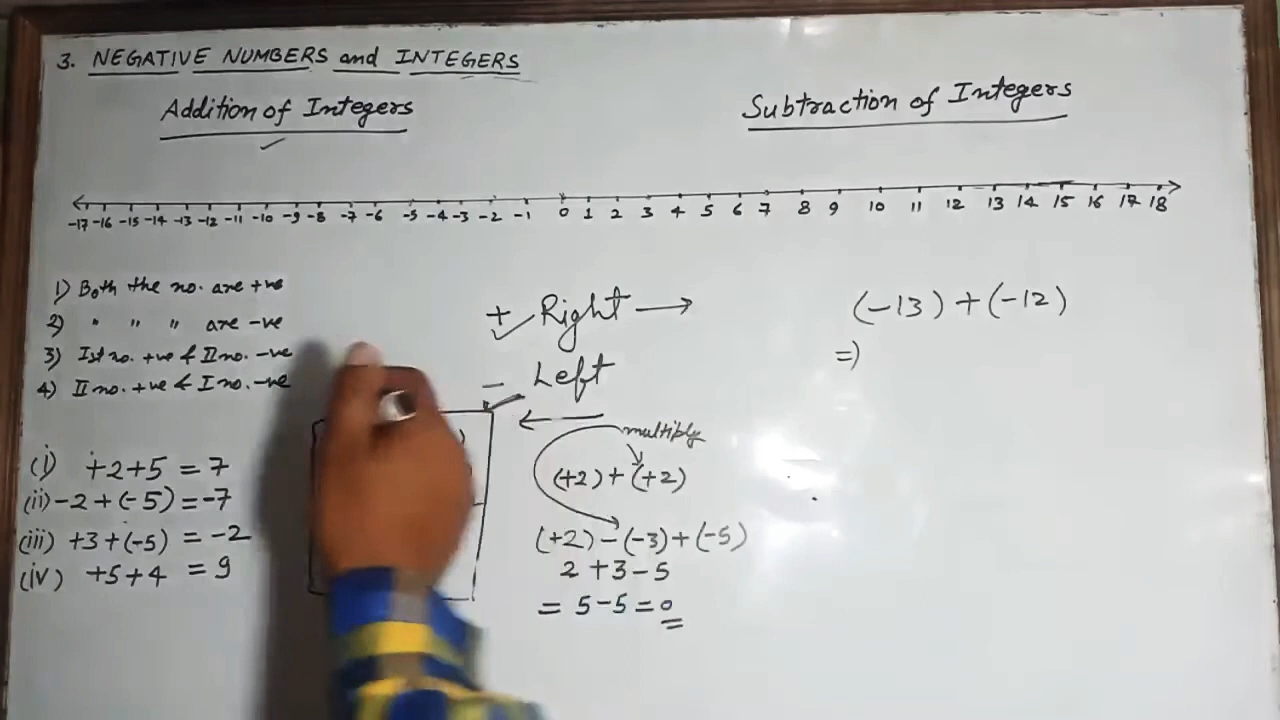 3. NEGATIVE NUMBERS and INTEGERS
Addition of Integers
Subtraction of Integers
-17 -16 -15 -14 -13 -12 -11 -10 -9 -8 -7 -6 -5 -4 -3 -2 -1 0 1 2 3 4 5 6 7 8 9 10 11 12 13 14 15 16 17 18
1) Both the no. are +ve
2) " " " are -ve
3) Ist no. +ve & II no. -ve
4) II no. +ve & I no. -ve
(i) +2+5 = 7
(ii) -2+(-5) = -7
(iii) +3+(-5) = -2
(iv) +5+4 = 9
+ Right →
- Left
←
multiply
(+2)+(+2)
(+2)-(-3)+(-5)
2+3-5
= 5-5=0
(-13)+(-12)
=)